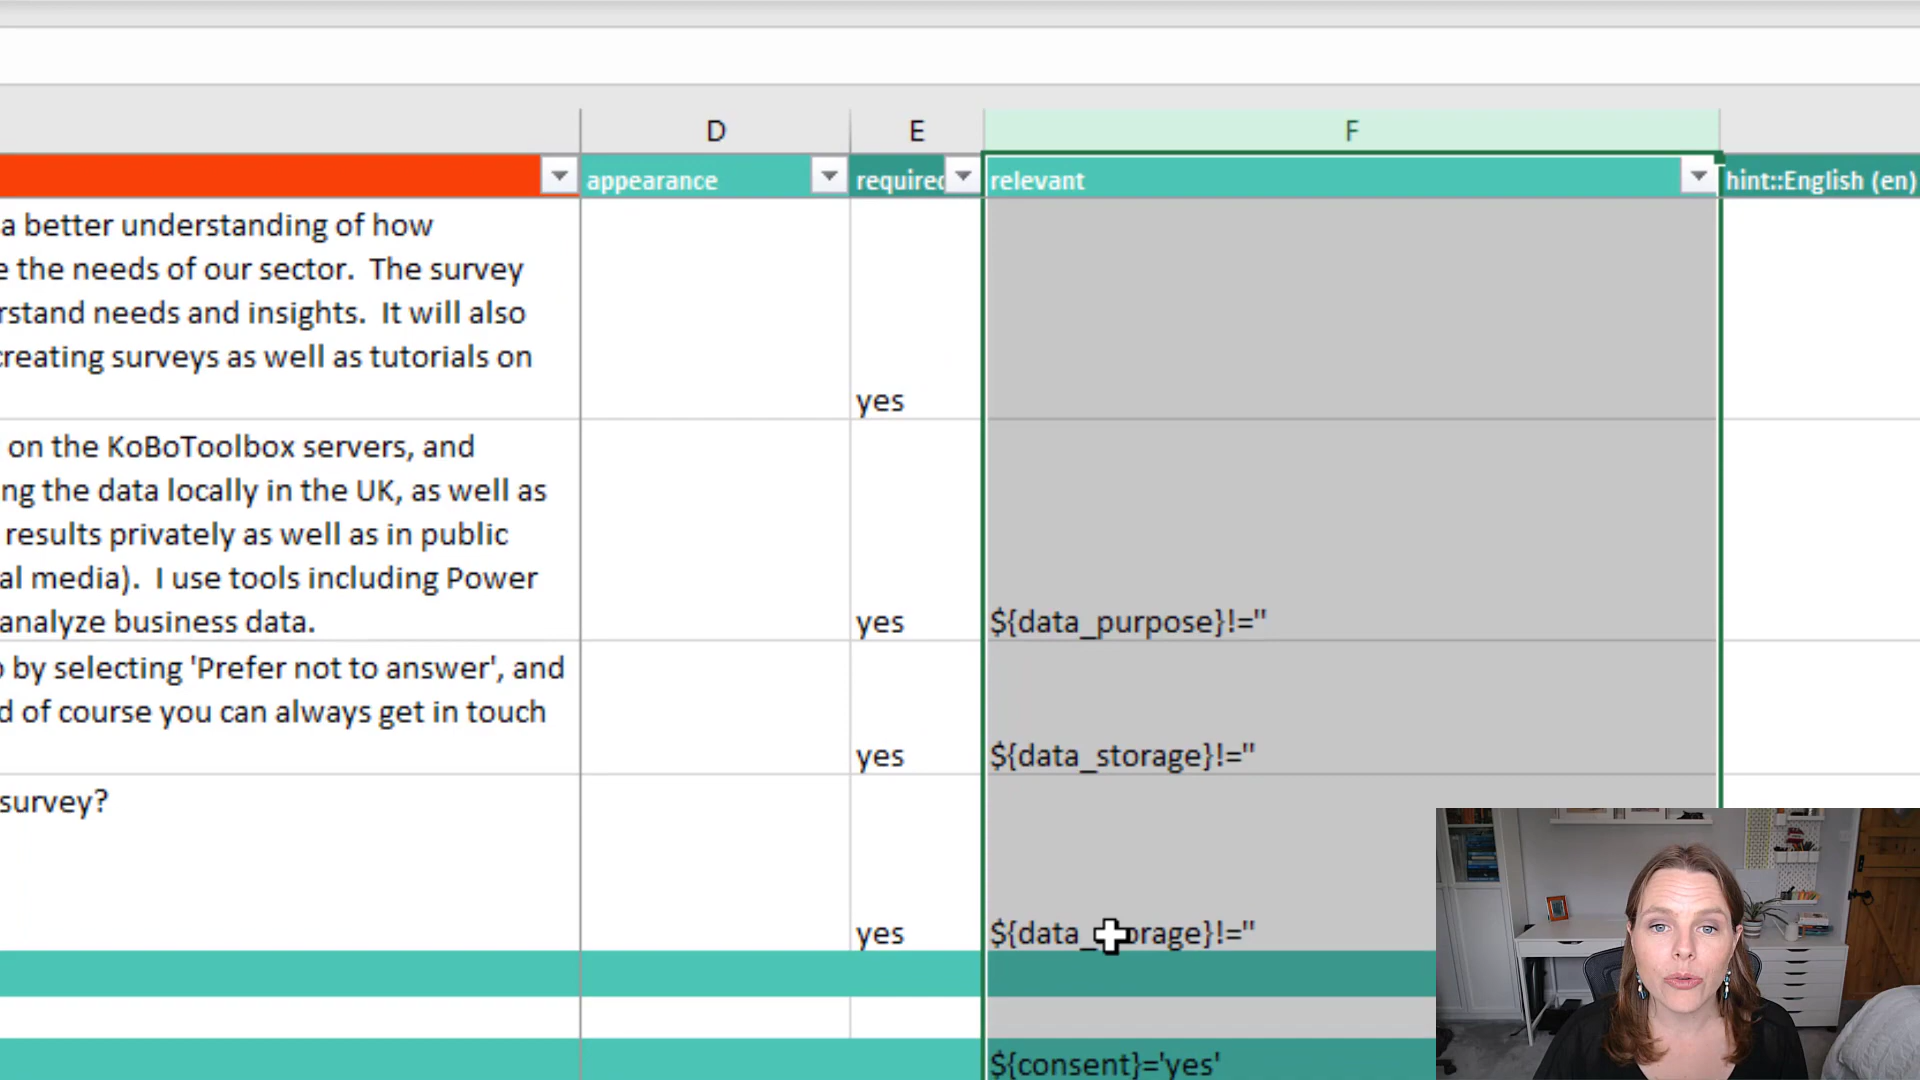 D E F
appearance required relevant hint::English (en)
a better understanding of how
e the needs of our sector. The survey
rstand needs and insights. It will also
creating surveys as well as tutorials on
yes
on the KoBoToolbox servers, and
ng the data locally in the UK, as well as
results privately as well as in public
al media). I use tools including Power
analyze business data.
yes ${data_purpose}!=''
by selecting 'Prefer not to answer', and
d of course you can always get in touch
yes ${data_storage}!=''
survey?
yes ${data_storage}!=''
${consent}='yes'